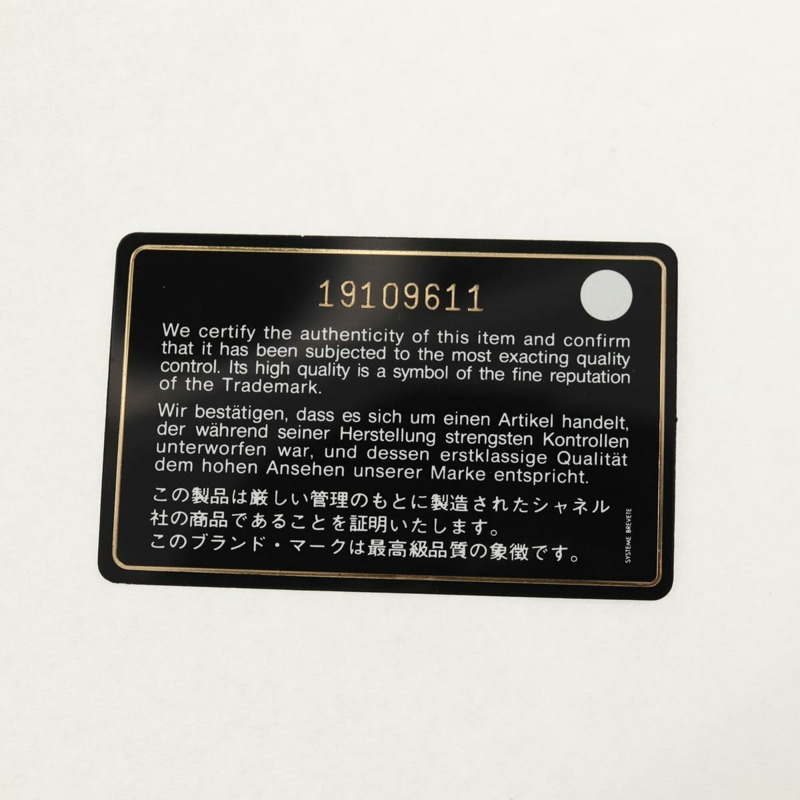 19109611
We certify the authenticity of this item and confirm
that it has been subjected to the most exacting quality
control. Its high quality is a symbol of the fine reputation
of the Trademark.
Wir bestätigen, dass es sich um einen Artikel handelt,
der während seiner Herstellung strengsten Kontrollen
unterworfen war, und dessen erstklassige Qualität
dem hohen Ansehen unserer Marke entspricht.
この製品は厳しい管理のもとに製造されたシャネル
社の商品であることを証明いたします。
このブランド・マークは最高級品質の象徴です。
SYSTEME BREVETE